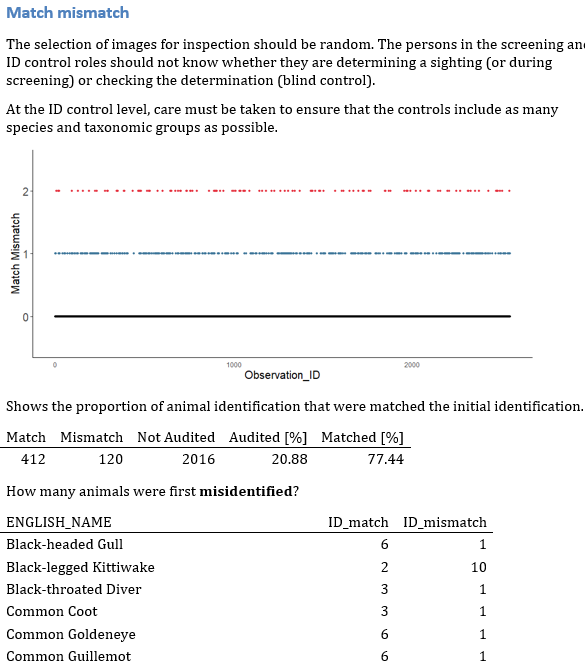 Match mismatch
The selection of images for inspection should be random. The persons in the screening and
ID control roles should not know whether they are determining a sighting (or during
screening) or checking the determination (blind control).
At the ID control level, care must be taken to ensure that the controls include as many
species and taxonomic groups as possible.
Match Mismatch
2
1
0
0 1000 2000
Observation_ID
Shows the proportion of animal identification that were matched the initial identification.
Match Mismatch Not Audited Audited [%] Matched [%]
412 120 2016 20.88 77.44
How many animals were first misidentified?
ENGLISH_NAME ID_match ID_mismatch
Black-headed Gull 6 1
Black-legged Kittiwake 2 10
Black-throated Diver 3 1
Common Coot 3 1
Common Goldeneye 6 1
Common Guillemot 6 1